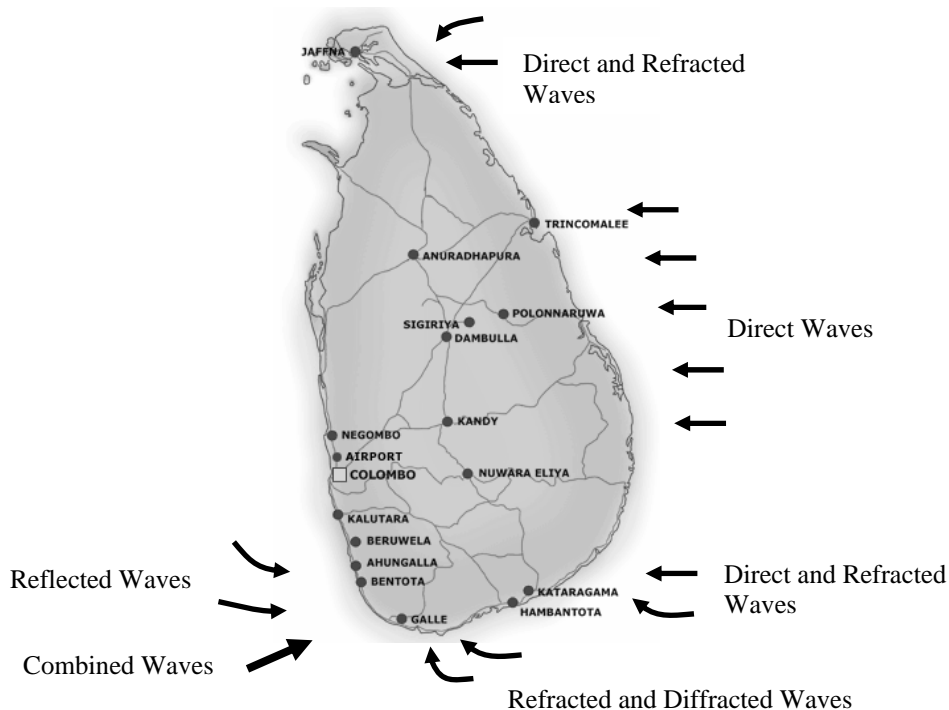 JAFFNA
Direct and Refracted
Waves
TRINCOMALEE
ANURADHAPURA
POLONNARUWA
SIGIRIYA
DAMBULLA
Direct Waves
KANDY
NEGOMBO
AIRPORT
COLOMBO
NUWARA ELIYA
KALUTARA
BERUWELA
AHUNGALLA
BENTOTA
Reflected Waves
Direct and Refracted
Waves
KATARAGAMA
HAMBANTOTA
GALLE
Combined Waves
Refracted and Diffracted Waves